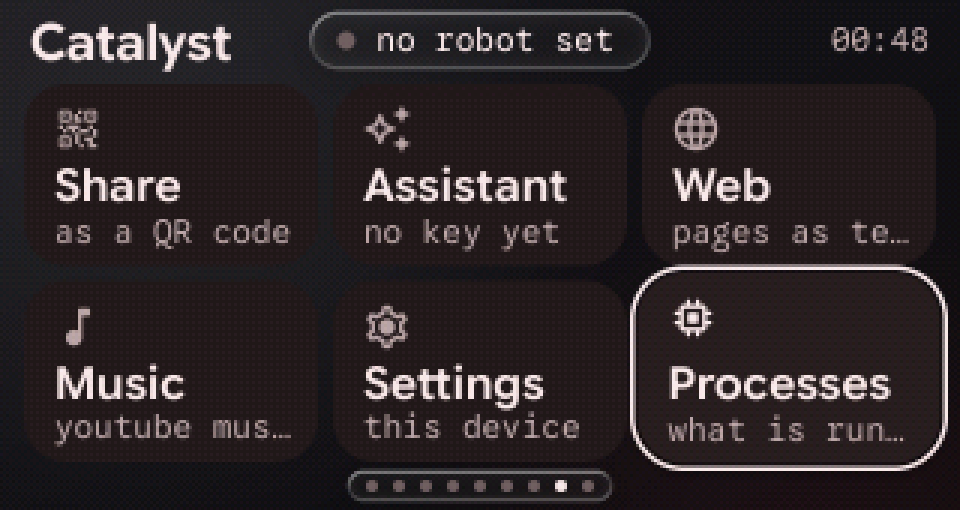 Catalyst
no robot set
00:48
Share
as a QR code
Assistant
no key yet
Web
pages as te…
Music
youtube mus…
Settings
this device
Processes
what is run…